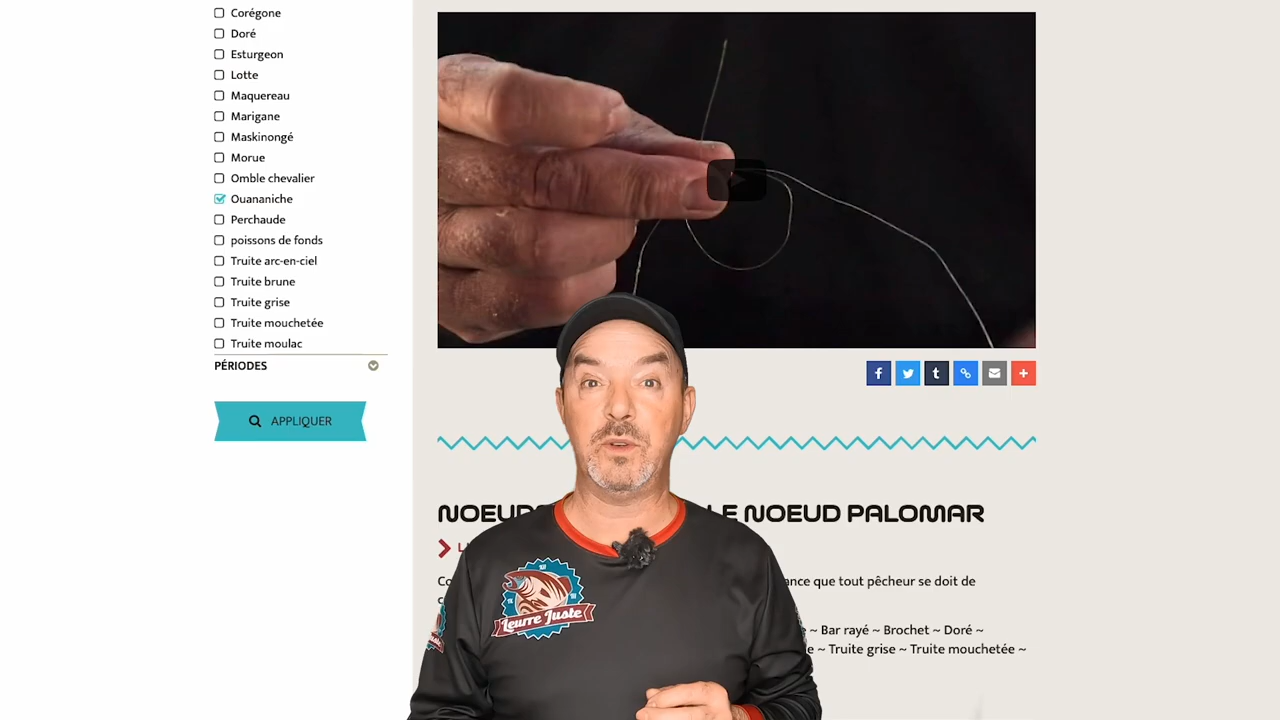 Corégone
Doré
Esturgeon
Lotte
Maquereau
Marigane
Maskinongé
Morue
Omble chevalier
Ouananiche
Perchaude
poissons de fonds
Truite arc-en-ciel
Truite brune
Truite grise
Truite mouchetée
Truite moulac
PÉRIODES
APPLIQUER
LE NOEUD PALOMAR
que tout pêcheur se doit de
~ Bar rayé ~ Brochet ~ Doré ~
~ Truite grise ~ Truite mouchetée ~
Leurre Juste